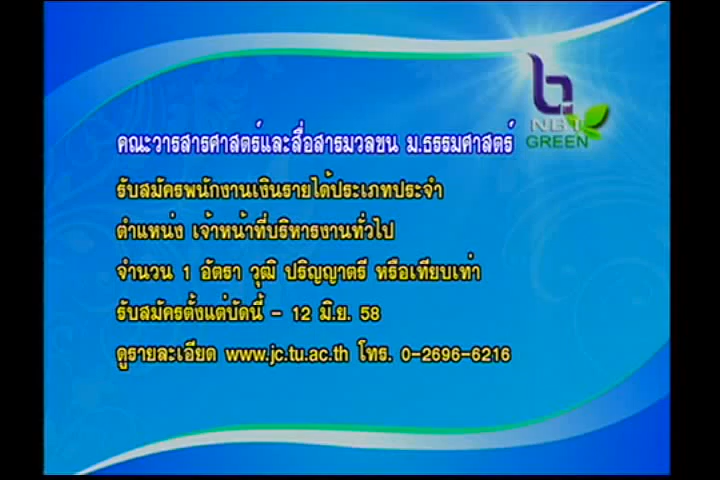 คณะวารสารศาสตร์และสื่อสารมวลชน ม.ธรรมศาสตร์
รับสมัครพนักงานเงินรายได้ประเภทประจำ
ตำแหน่ง เจ้าหน้าที่บริหารงานทั่วไป
จำนวน 1 อัตรา วุฒิ ปริญญาตรี หรือเทียบเท่า
รับสมัครตั้งแต่บัดนี้ - 12 มิ.ย. 58
ดูรายละเอียด www.jc.tu.ac.th โทร. 0-2696-6216
NBT
GREEN